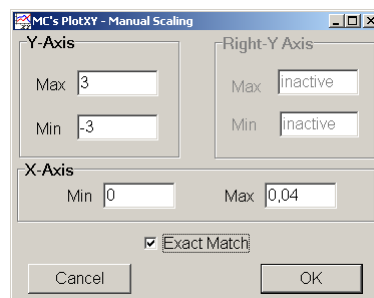 MC's PlotXY - Manual Scaling
Y-Axis
Max 3
Min -3
Right-Y Axis
Max inactive
Min inactive
X-Axis
Min 0 Max 0,04
Exact Match
Cancel OK